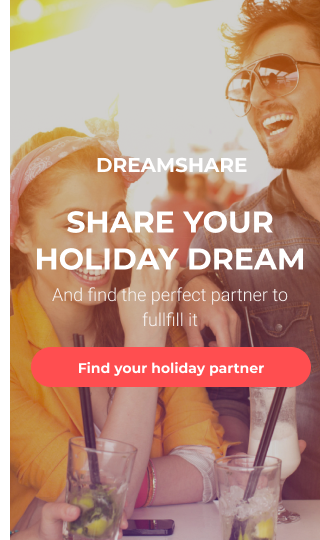 DREAMSHARE
SHARE YOUR
HOLIDAY DREAM
And find the perfect partner to
fullfill it
Find your holiday partner